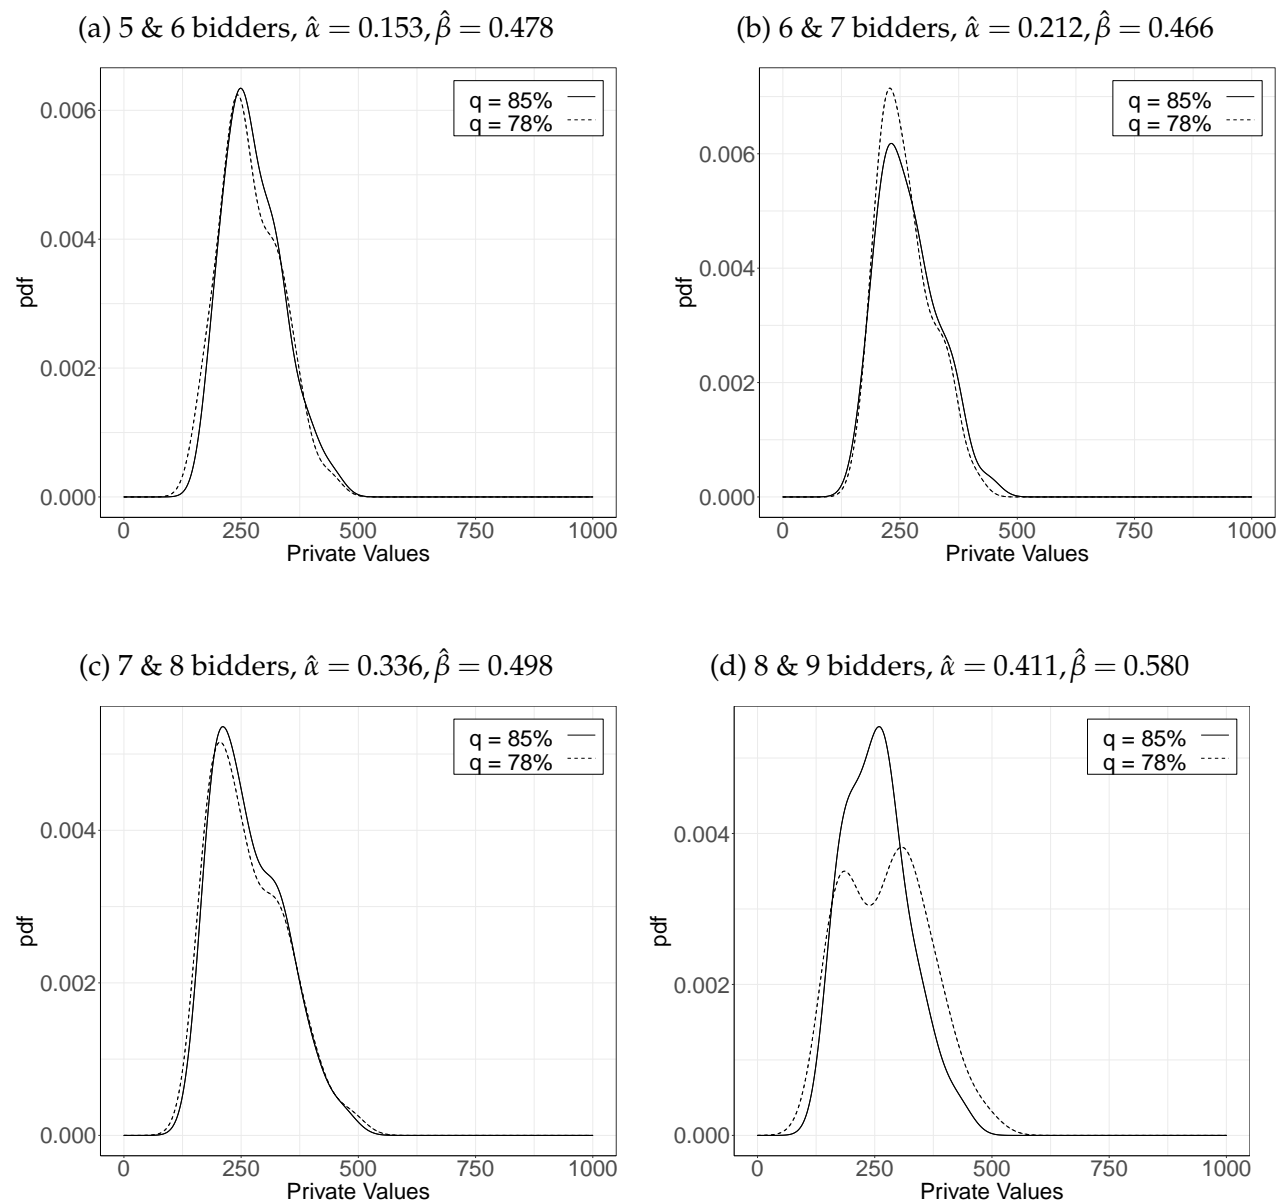 (a) 5 & 6 bidders, α̂ = 0.153, β̂ = 0.478
q = 85%
q = 78%
0.006
0.004
0.002
0.000
pdf
0 250 500 750 1000
Private Values
(b) 6 & 7 bidders, α̂ = 0.212, β̂ = 0.466
q = 85%
q = 78%
0.006
0.004
0.002
0.000
pdf
0 250 500 750 1000
Private Values
(c) 7 & 8 bidders, α̂ = 0.336, β̂ = 0.498
q = 85%
q = 78%
0.004
0.002
0.000
pdf
0 250 500 750 1000
Private Values
(d) 8 & 9 bidders, α̂ = 0.411, β̂ = 0.580
q = 85%
q = 78%
0.004
0.002
0.000
pdf
0 250 500 750 1000
Private Values